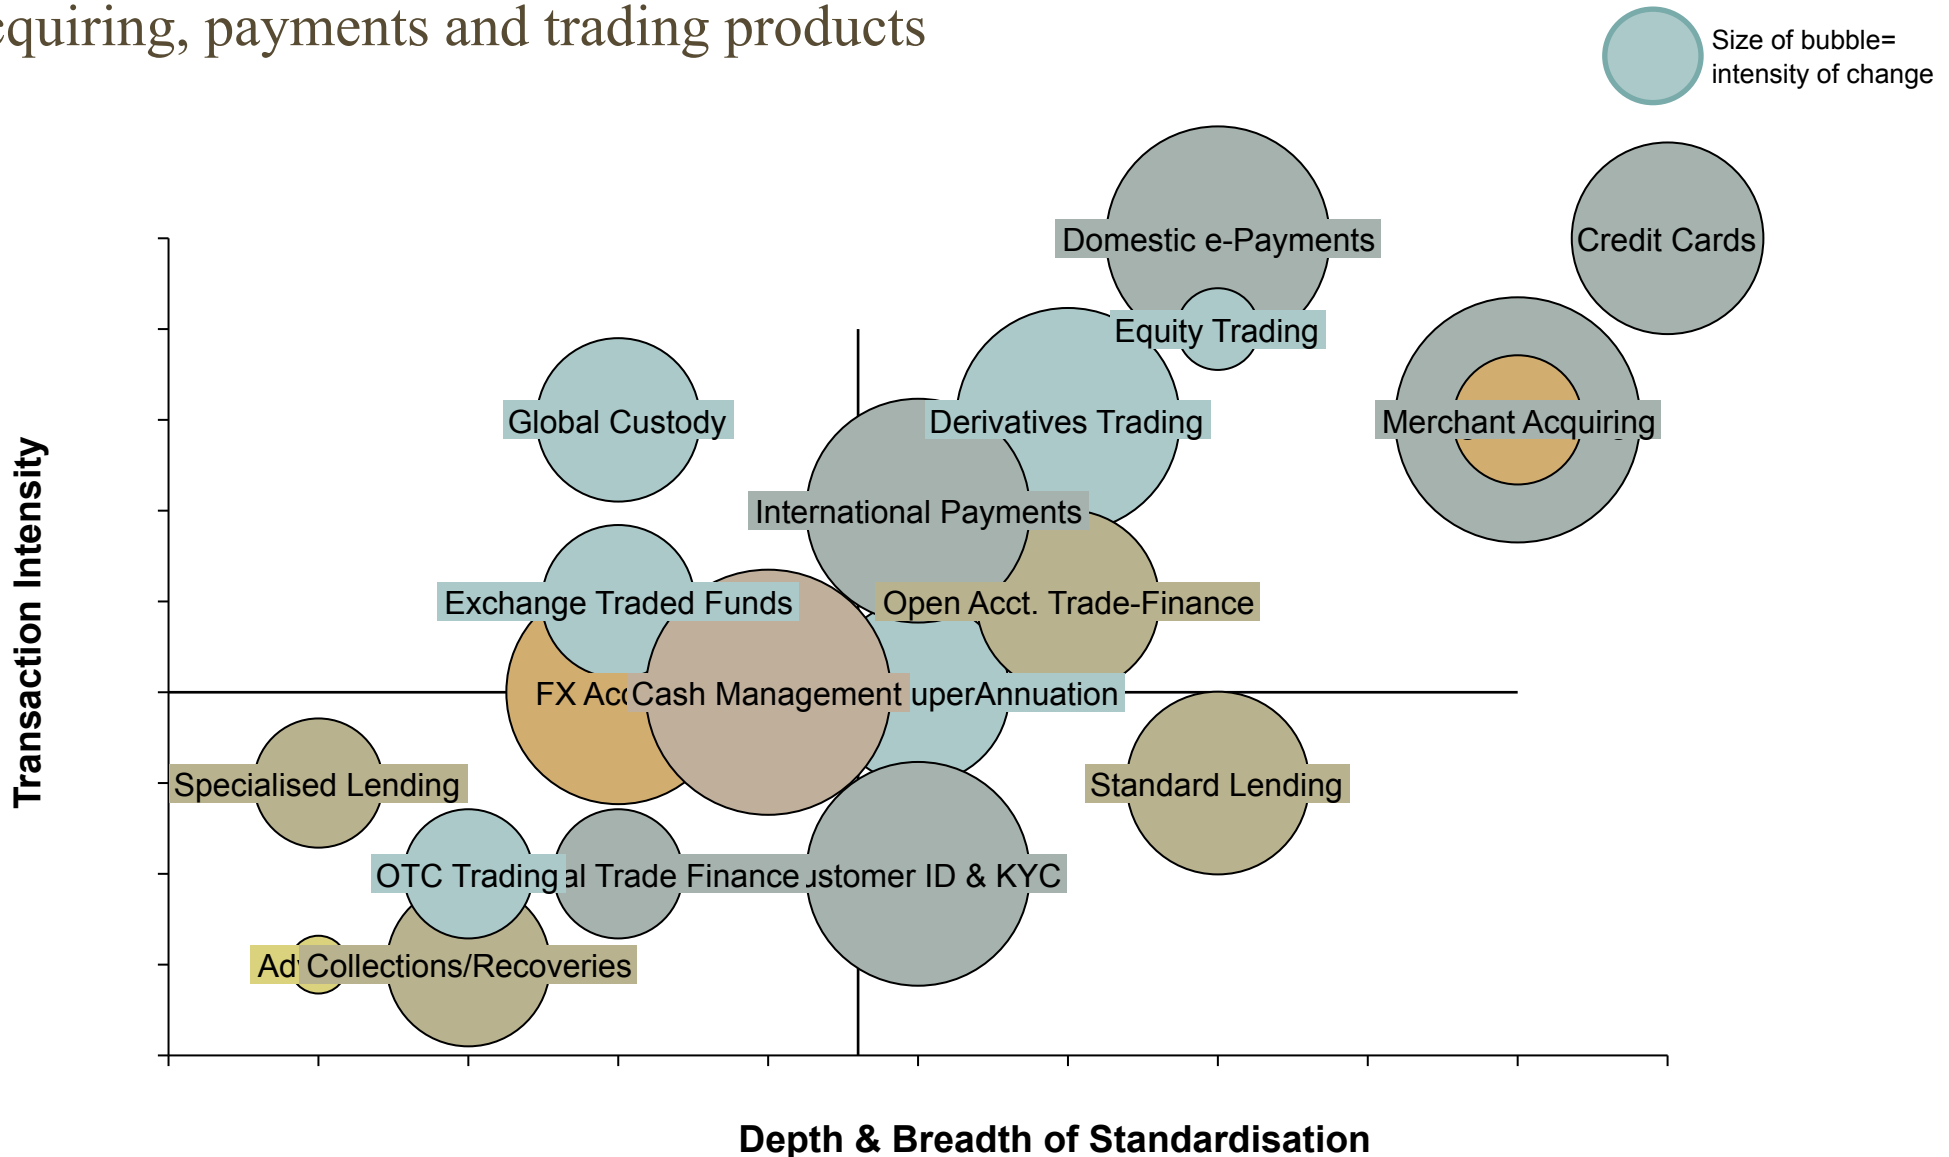 quiring, payments and trading products
Size of bubble=
intensity of change
Domestic e-Payments
Credit Cards
Equity Trading
Global Custody
Derivatives Trading
Merchant Acquiring
International Payments
Exchange Traded Funds
Open Acct. Trade-Finance
FX Acc
Cash Management
uperAnnuation
Specialised Lending
Standard Lending
OTC Trading
al Trade Finance
ustomer ID & KYC
Ad
Collections/Recoveries
Transaction Intensity
Depth & Breadth of Standardisation